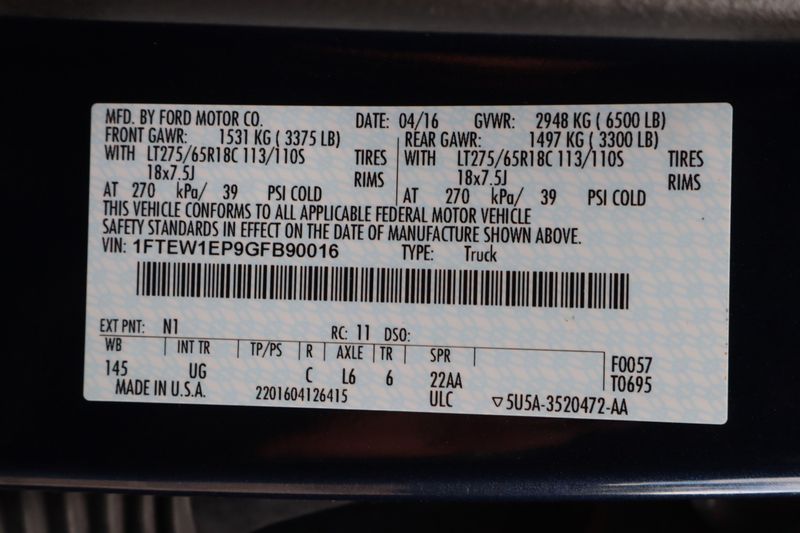 MFD. BY FORD MOTOR CO. DATE: 04/16 GVWR: 2948 KG ( 6500 LB)
FRONT GAWR: 1531 KG ( 3375 LB) REAR GAWR: 1497 KG ( 3300 LB)
WITH LT275/65R18C 113/110S TIRES WITH LT275/65R18C 113/110S TIRES
18x7.5J RIMS 18x7.5J RIMS
AT 270 kPa/ 39 PSI COLD AT 270 kPa/ 39 PSI COLD
THIS VEHICLE CONFORMS TO ALL APPLICABLE FEDERAL MOTOR VEHICLE
SAFETY STANDARDS IN EFFECT ON THE DATE OF MANUFACTURE SHOWN ABOVE.
VIN: 1FTEW1EP9GFB90016 TYPE: Truck
EXT PNT: N1 RC: 11 DSO:
WB INT TR TP/PS R AXLE TR SPR F0057
145 UG C L6 6 22AA T0695
MADE IN U.S.A. 2201604126415 ULC ▽5U5A-3520472-AA